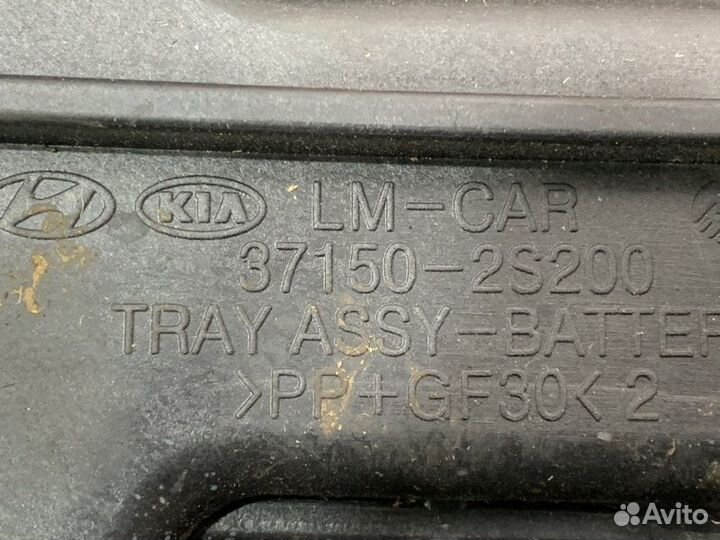 KIA LM-CAR
37150-2S200
TRAY ASSY-BATTER
>PP+GF30< 2
Avito